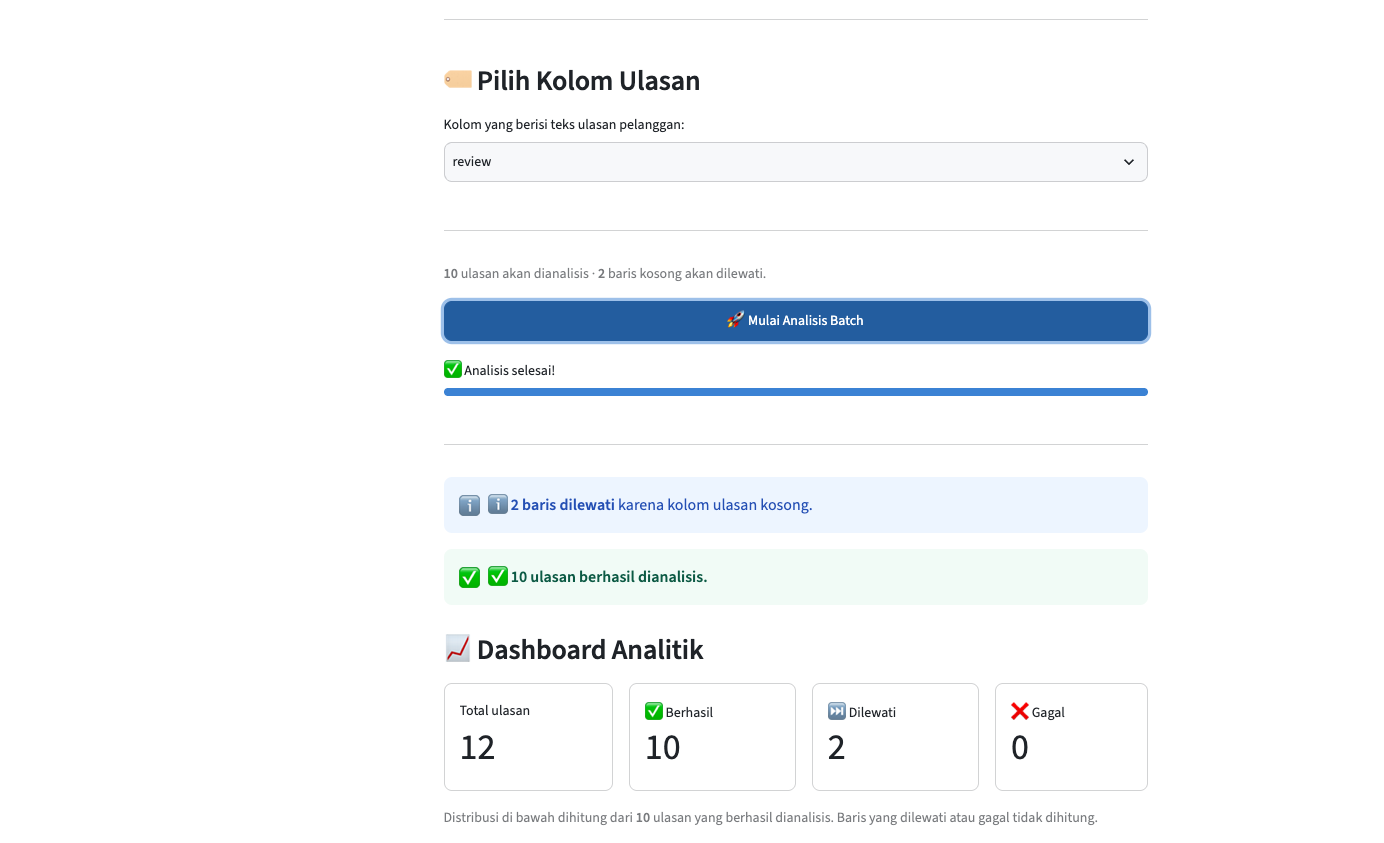 Pilih Kolom Ulasan
Kolom yang berisi teks ulasan pelanggan:
review
10 ulasan akan dianalisis · 2 baris kosong akan dilewati.
🚀 Mulai Analisis Batch
✅ Analisis selesai!
ℹ️ ℹ️ 2 baris dilewati karena kolom ulasan kosong.
✅ ✅ 10 ulasan berhasil dianalisis.
📈 Dashboard Analitik
Total ulasan
12
✅ Berhasil
10
⏭️ Dilewati
2
❌ Gagal
0
Distribusi di bawah dihitung dari 10 ulasan yang berhasil dianalisis. Baris yang dilewati atau gagal tidak dihitung.